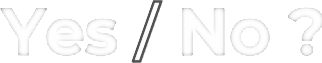 Yes / No ?